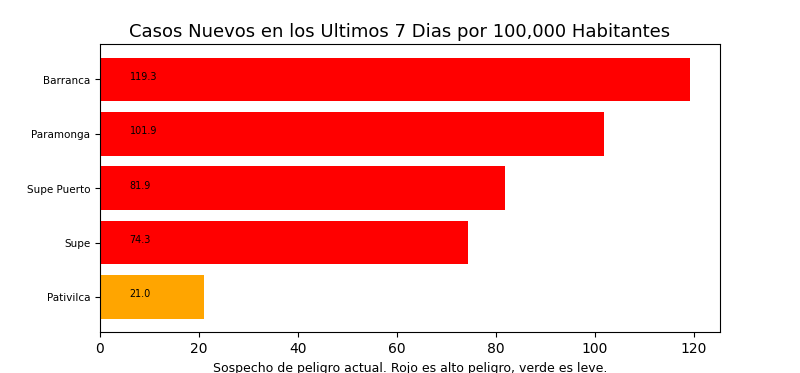 Casos Nuevos en los Ultimos 7 Dias por 100,000 Habitantes
Barranca 119.3
Paramonga 101.9
Supe Puerto 81.9
Supe 74.3
Pativilca 21.0
0 20 40 60 80 100 120
Sospecho de peligro actual. Rojo es alto peligro, verde es leve.